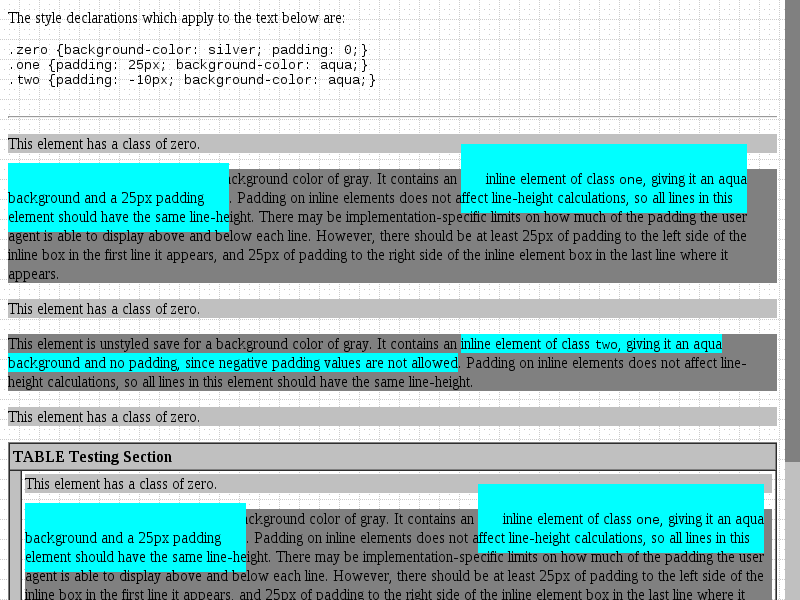 The style declarations which apply to the text below are:
.zero {background-color: silver; padding: 0;}
.one {padding: 25px; background-color: aqua;}
.two {padding: -10px; background-color: aqua;}
This element has a class of zero.
ckground color of gray. It contains an inline element of class one, giving it an aqua
background and a 25px padding. Padding on inline elements does not affect line-height calculations, so all lines in this
element should have the same line-height. There may be implementation-specific limits on how much of the padding the user
agent is able to display above and below each line. However, there should be at least 25px of padding to the left side of the
inline box in the first line it appears, and 25px of padding to the right side of the inline element box in the last line where it
appears.
This element has a class of zero.
This element is unstyled save for a background color of gray. It contains an inline element of class two, giving it an aqua
background and no padding, since negative padding values are not allowed. Padding on inline elements does not affect line-
height calculations, so all lines in this element should have the same line-height.
This element has a class of zero.
TABLE Testing Section
This element has a class of zero.
ckground color of gray. It contains an inline element of class one, giving it an aqua
background and a 25px padding. Padding on inline elements does not affect line-height calculations, so all lines in this
element should have the same line-height. There may be implementation-specific limits on how much of the padding the user
agent is able to display above and below each line. However, there should be at least 25px of padding to the left side of the
inline box in the first line it appears, and 25px of padding to the right side of the inline element box in the last line where it